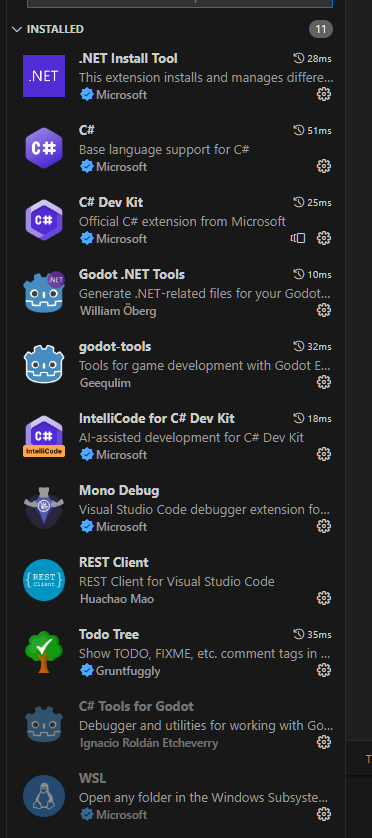 INSTALLED 11
.NET
.NET Install Tool 28ms
This extension installs and manages differe...
Microsoft
C#
C# 51ms
Base language support for C#
Microsoft
C#
C# Dev Kit 25ms
Official C# extension from Microsoft
Microsoft
.NET
Godot .NET Tools 10ms
Generate .NET-related files for your Godot...
William Öberg
godot-tools 32ms
Tools for game development with Godot E...
Geequlim
C#
IntelliCode
IntelliCode for C# Dev Kit 18ms
AI-assisted development for C# Dev Kit
Microsoft
Mono Debug
Visual Studio Code debugger extension fo...
Microsoft
{ REST }
Client
REST Client
REST Client for Visual Studio Code
Huachao Mao
Todo Tree 35ms
Show TODO, FIXME, etc. comment tags in ...
Gruntfuggly
C# Tools for Godot
Debugger and utilities for working with Go...
Ignacio Roldán Etcheverry
T
WSL
Open any folder in the Windows Subsyste...
Microsoft